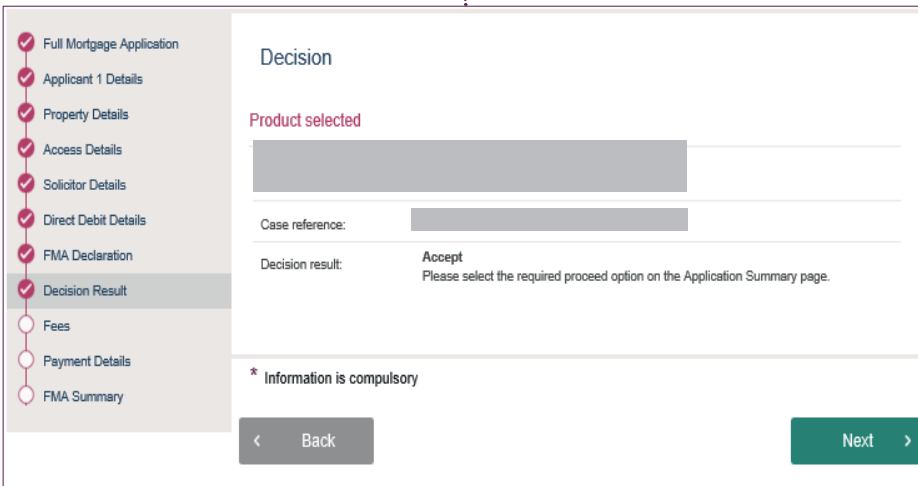 Full Mortgage Application
Applicant 1 Details
Property Details
Access Details
Solicitor Details
Direct Debit Details
FMA Declaration
Decision Result
Fees
Payment Details
FMA Summary
Decision
Product selected
Case reference:
Decision result:
Accept
Please select the required proceed option on the Application Summary page.
* Information is compulsory
< Back
Next >